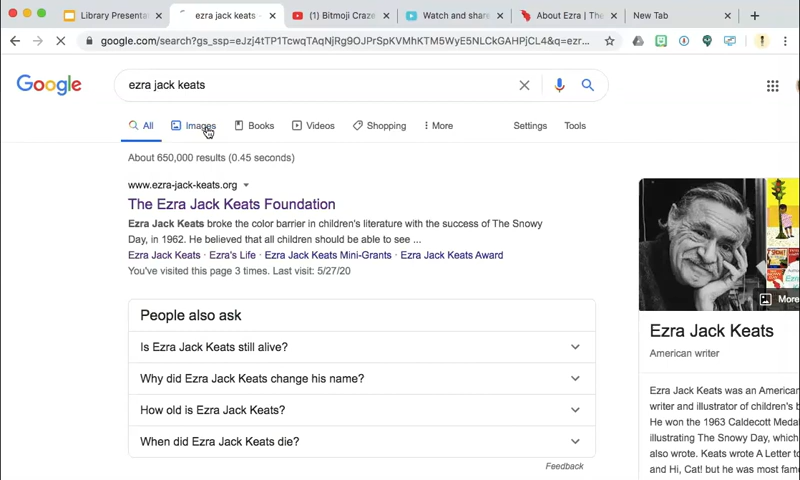 Library Presentat
ezra jack keats -
(1) Bitmoji Craze
Watch and share
About Ezra | The
New Tab
google.com/search?gs_ssp=eJzj4tTP1TcwqTAqNjRg9OJPrSpKVMhKTM5WyE5NLCkGAHPjCL4&q=ezr...
Google
ezra jack keats
All
Images
Books
Videos
Shopping
More
Settings
Tools
About 650,000 results (0.45 seconds)
www.ezra-jack-keats.org
The Ezra Jack Keats Foundation
Ezra Jack Keats broke the color barrier in children's literature with the success of The Snowy
Day, in 1962. He believed that all children should be able to see ...
Ezra Jack Keats · Ezra's Life · Ezra Jack Keats Mini-Grants · Ezra Jack Keats Award
You've visited this page 3 times. Last visit: 5/27/20
People also ask
Is Ezra Jack Keats still alive?
Why did Ezra Jack Keats change his name?
How old is Ezra Jack Keats?
When did Ezra Jack Keats die?
Feedback
More
Ezra Jack Keats
American writer
Ezra Jack Keats was an American
writer and illustrator of children's b
He won the 1963 Caldecott Medal
illustrating The Snowy Day, which
also wrote. Keats wrote A Letter to
and Hi, Cat! but he was most fam